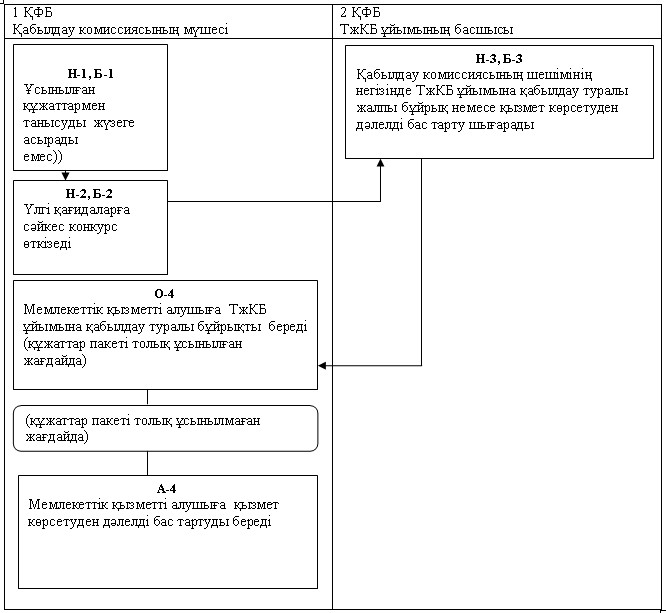 1 ҚФБ
Қабылдау комиссиясының мүшесі
2 ҚФБ
ТжКБ ұйымының басшысы
Н-1, Б-1
Ұсынылған
құжаттармен
танысуды жүзеге
асырады
емес))
Н-2, Б-2
Үлгі қағидаларға
сәйкес конкурс
өткізеді
Н-3, Б-3
Қабылдау комиссиясының шешімінің
негізінде ТжКБ ұйымына қабылдау туралы
жалпы бұйрық немесе қызмет көрсетуден
дәлелді бас тарту шығарады
О-4
Мемлекеттік қызметті алушыға ТжКБ
ұйымына қабылдау туралы бұйрықты береді
(құжаттар пакеті толық ұсынылған
жағдайда)
(құжаттар пакеті толық ұсынылмаған
жағдайда)
А-4
Мемлекеттік қызметті алушыға қызмет
көрсетуден дәлелді бас тартуды береді